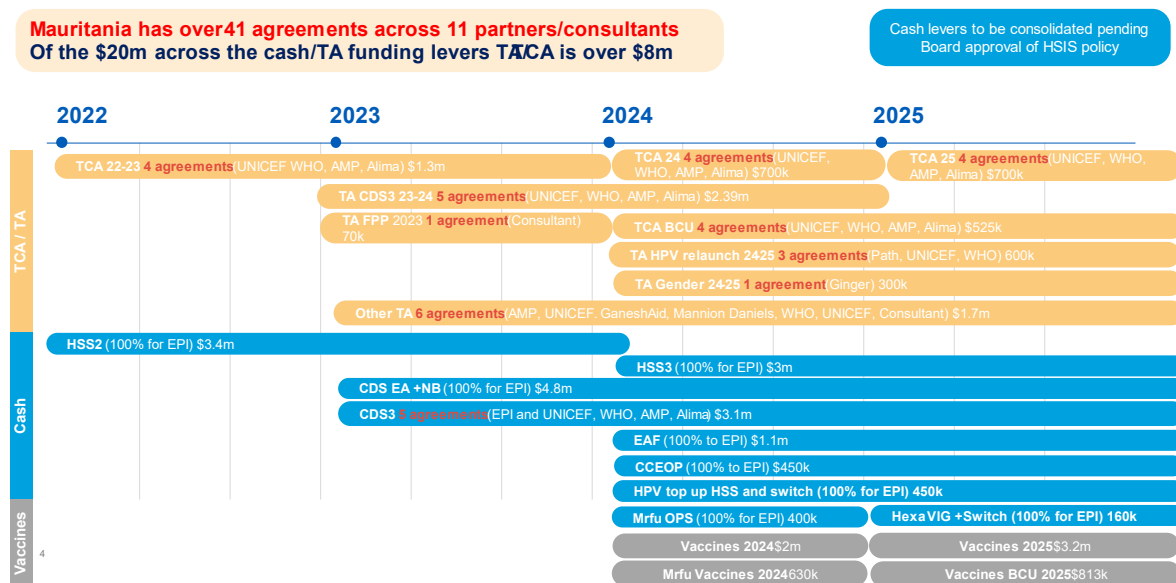 Mauritania has over41 agreements across 11 partners/consultants
Of the $20m across the cash/TA funding levers TA/TCA is over $8m
Cash levers to be consolidated pending
Board approval of HSIS policy
2022
2023
2024
2025
TCA / TA
TCA 22-23 4 agreements(UNICEF WHO, AMP, Alima) $1.3m
TCA 24 4 agreements(UNICEF,
WHO, AMP, Alima) $700k
TCA 25 4 agreements(UNICEF, WHO,
AMP, Alima) $700k
TA CDS3 23-24 5 agreements(UNICEF, WHO, AMP, Alima) $2.39m
TA FPP 2023 1 agreement(Consultant)
70k
TCA BCU 4 agreements(UNICEF, WHO, AMP, Alima) $525k
TA HPV relaunch 24-25 3 agreements(Path, UNICEF, WHO) 600k
TA Gender 24-25 1 agreement(Ginger) 300k
Other TA 6 agreements(AMP, UNICEF. GaneshAid, Mannion Daniels, WHO, UNICEF, Consultant) $1.7m
Cash
HSS2 (100% for EPI) $3.4m
HSS3 (100% for EPI) $3m
CDS EA +NB (100% for EPI) $4.8m
CDS3 agreements(EPI and UNICEF, WHO, AMP, Alima) $3.1m
EAF (100% to EPI) $1.1m
CCEOP (100% to EPI) $450k
HPV top up HSS and switch (100% for EPI) 450k
Mrfu OPS (100% for EPI) 400k
HexaVIG +Switch (100% for EPI) 160k
Vaccines
Vaccines 2024$2m
Vaccines 2025$3.2m
Mrfu Vaccines 2024630k
Vaccines BCU 2025$813k
4